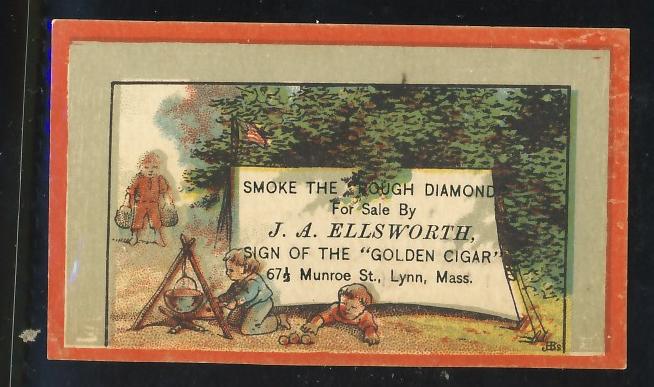 SMOKE THE ROUGH DIAMOND
For Sale By
J. A. ELLSWORTH,
SIGN OF THE "GOLDEN CIGAR"
67½ Munroe St., Lynn, Mass.